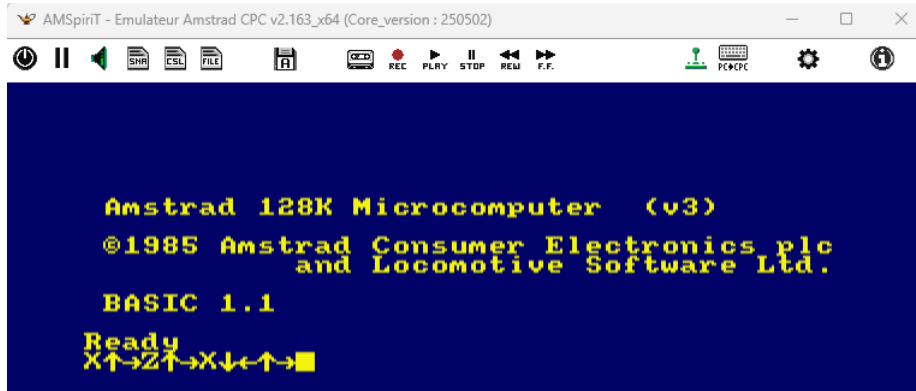 AMSpiriT - Emulateur Amstrad CPC v2.163_x64 (Core_version : 250502)
SNA CSL FILE A REC PLAY STOP REW F.F. PC→CPC
Amstrad 128K Microcomputer (v3)
©1985 Amstrad Consumer Electronics plc
and Locomotive Software Ltd.
BASIC 1.1
Ready
X↑→Z↑→X↓←↑→